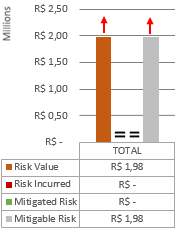 Millions
R$ 2,50
R$ 2,00
R$ 1,50
R$ 1,00
R$ 0,50
R$ -
= =
TOTAL
Risk Value R$ 1,98
Risk Incurred R$ -
Mitigated Risk R$ -
Mitigable Risk R$ 1,98